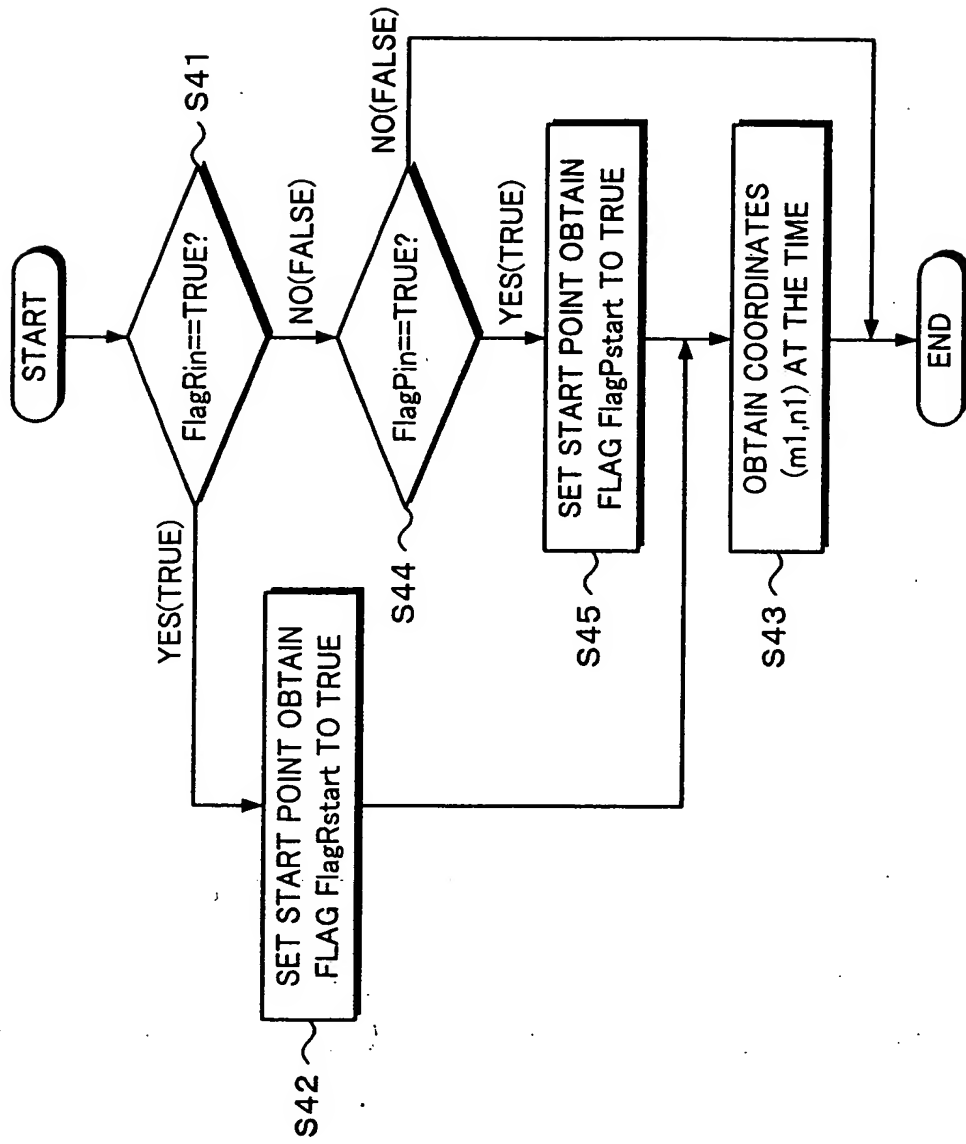 START
FlagRin==TRUE?
S41
YES(TRUE)
NO(FALSE)
SET START POINT OBTAIN
FLAG FlagRstart TO TRUE
S42
FlagPin==TRUE?
S44
NO(FALSE)
YES(TRUE)
SET START POINT OBTAIN
FLAG FlagPstart TO TRUE
S45
OBTAIN COORDINATES
(m1,n1) AT THE TIME
S43
END